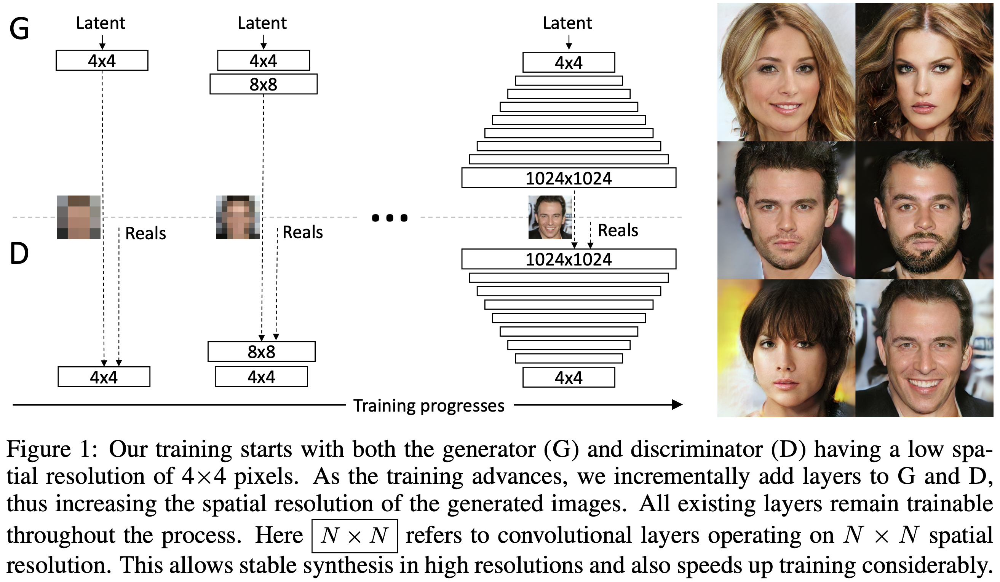 G
Latent
Latent
Latent
4x4
4x4
4x4
8x8
1024x1024
Reals
Reals
Reals
D
1024x1024
8x8
4x4
4x4
4x4
Training progresses
Figure 1: Our training starts with both the generator (G) and discriminator (D) having a low spa-
tial resolution of 4×4 pixels. As the training advances, we incrementally add layers to G and D,
thus increasing the spatial resolution of the generated images. All existing layers remain trainable
throughout the process. Here N × N refers to convolutional layers operating on N × N spatial
resolution. This allows stable synthesis in high resolutions and also speeds up training considerably.